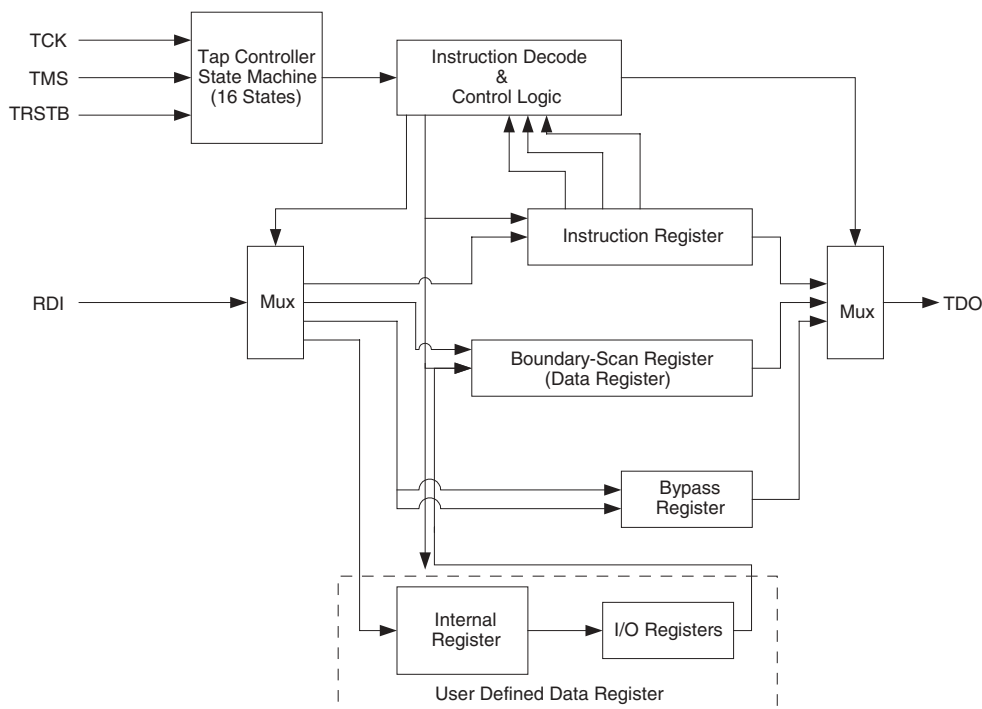 TCK
TMS
TRSTB
Tap Controller
State Machine
(16 States)
Instruction Decode
&
Control Logic
Instruction Register
RDI
Mux
Mux
TDO
Boundary-Scan Register
(Data Register)
Bypass
Register
Internal
Register
I/O Registers
User Defined Data Register